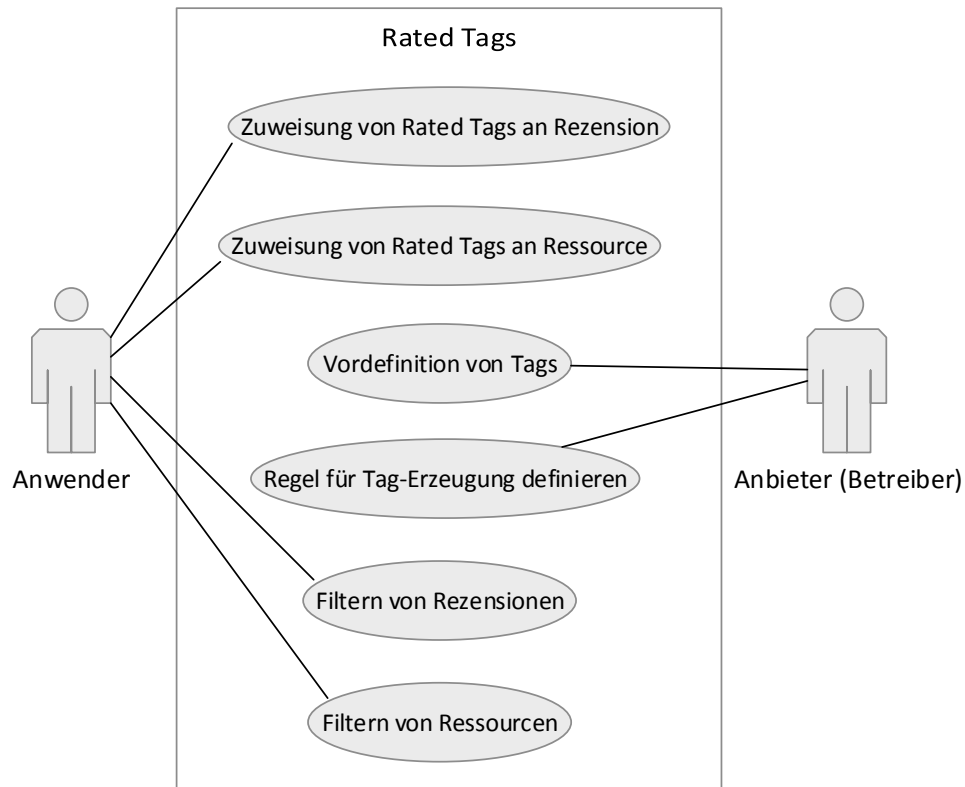 Rated Tags
Zuweisung von Rated Tags an Rezension
Zuweisung von Rated Tags an Ressource
Vordefinition von Tags
Regel für Tag-Erzeugung definieren
Anwender
Anbieter (Betreiber)
Filtern von Rezensionen
Filtern von Ressourcen